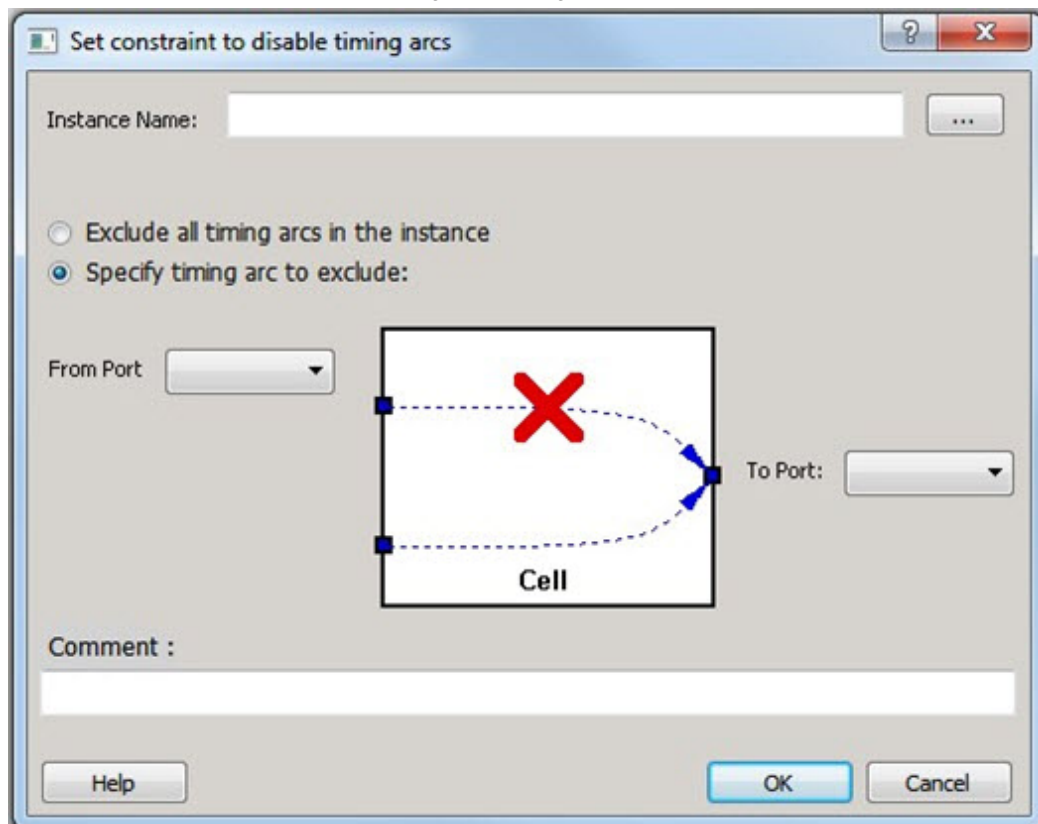 Set constraint to disable timing arcs
Instance Name:
...
Exclude all timing arcs in the instance
Specify timing arc to exclude:
From Port
To Port:
Cell
Comment :
Help
OK
Cancel